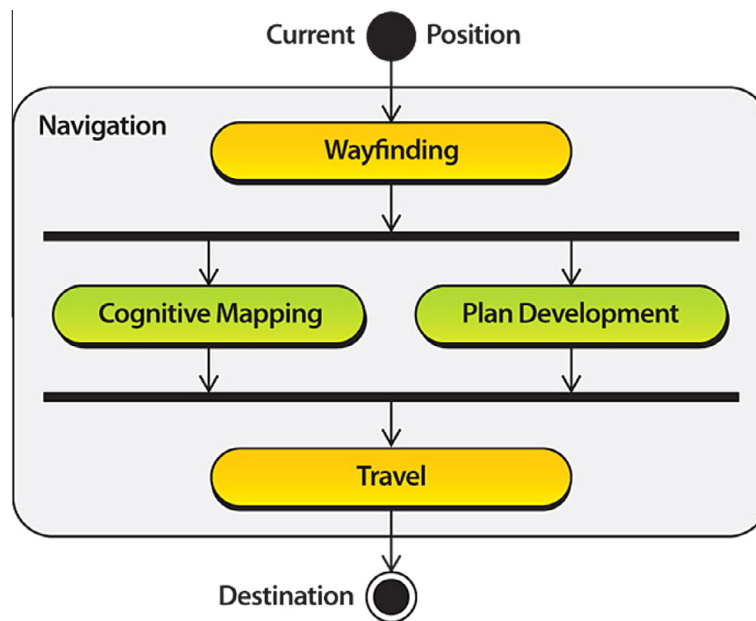 Current Position
Navigation
Wayfinding
Cognitive Mapping
Plan Development
Travel
Destination